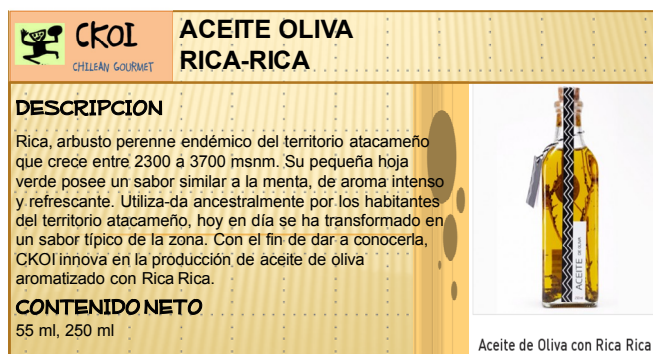 CKOI
CHILEAN GOURMET
ACEITE OLIVA
RICA-RICA
DESCRIPCION
Rica, arbusto perenne endémico del territorio atacameño
que crece entre 2300 a 3700 msnm. Su pequeña hoja
verde posee un sabor similar a la menta, de aroma intenso
y refrescante. Utiliza-da ancestralmente por los habitantes
del territorio atacameño, hoy en día se ha transformado en
un sabor típico de la zona. Con el fin de dar a conocerla,
CKOI innova en la producción de aceite de oliva
aromatizado con Rica Rica.
CONTENIDO NETO
55 ml, 250 ml
ACEITE DE OLIVA
Aceite de Oliva con Rica Rica